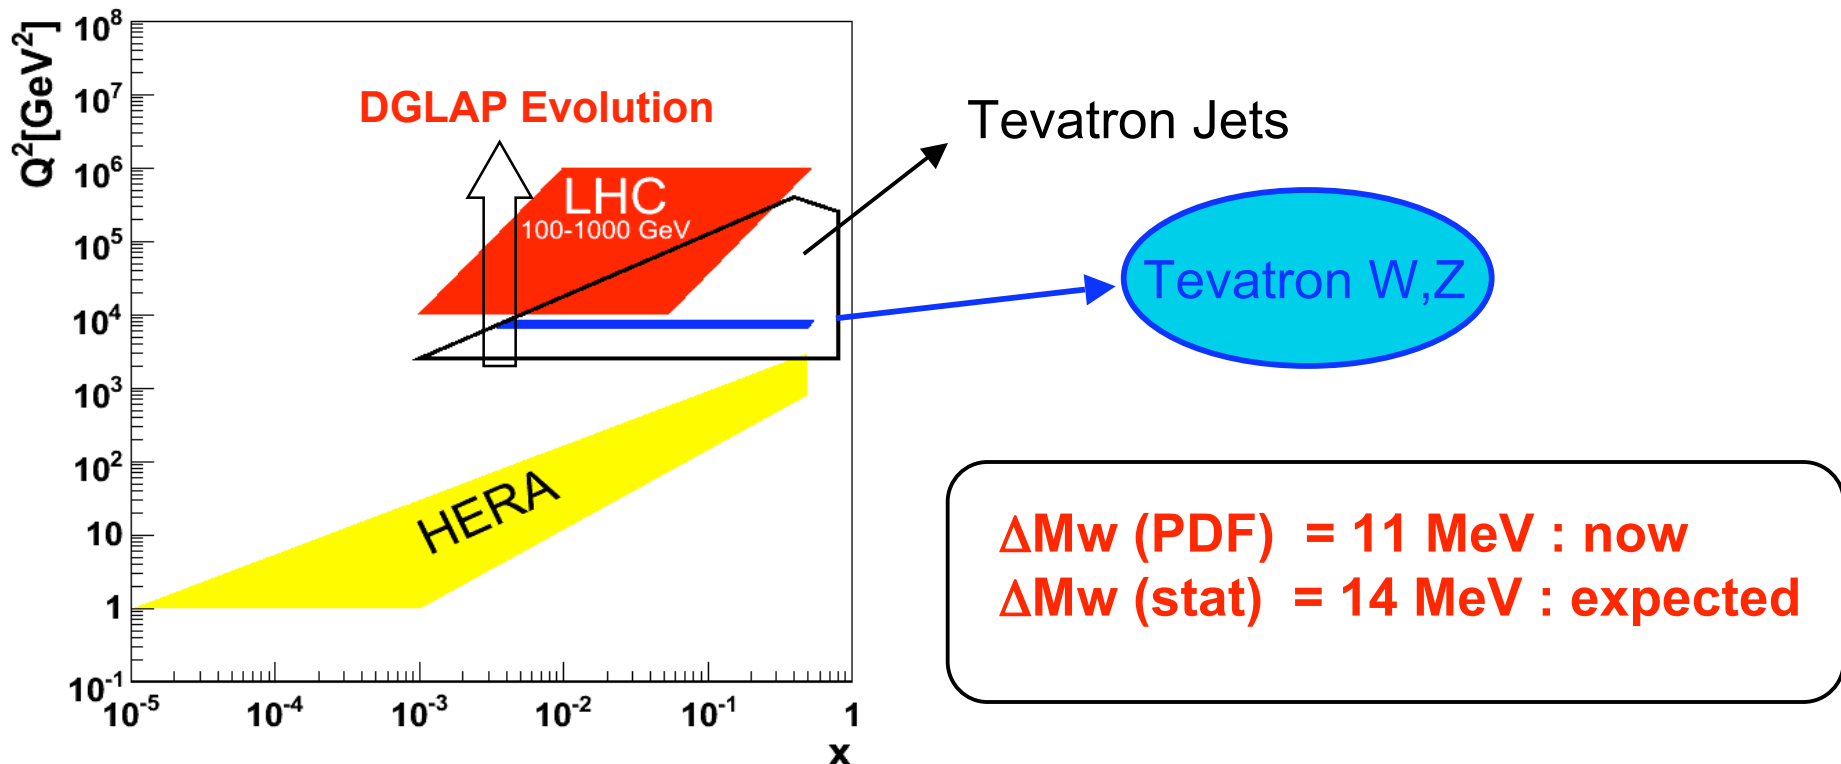 Q²[GeV²]
10⁸
10⁷
10⁶
10⁵
10⁴
10³
10²
10
1
10⁻¹
10⁻⁵
10⁻⁴
10⁻³
10⁻²
10⁻¹
1
x
DGLAP Evolution
LHC
100-1000 GeV
HERA
Tevatron Jets
Tevatron W,Z
ΔMw (PDF) = 11 MeV : now
ΔMw (stat) = 14 MeV : expected